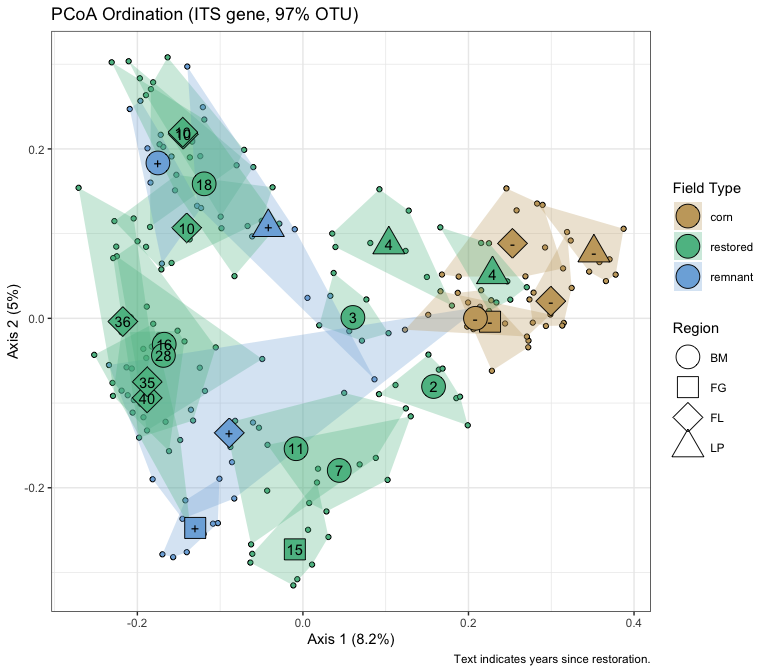 PCoA Ordination (ITS gene, 97% OTU)
Axis 2 (5%)
0.2
0.0
-0.2
10
10
+
18
10
+
4
4
-
-
-
-
-
3
36
16
28
35
40
2
+
11
7
+
15
-0.2
0.0
0.2
0.4
Axis 1 (8.2%)
Field Type
corn
restored
remnant
Region
BM
FG
FL
LP
Text indicates years since restoration.